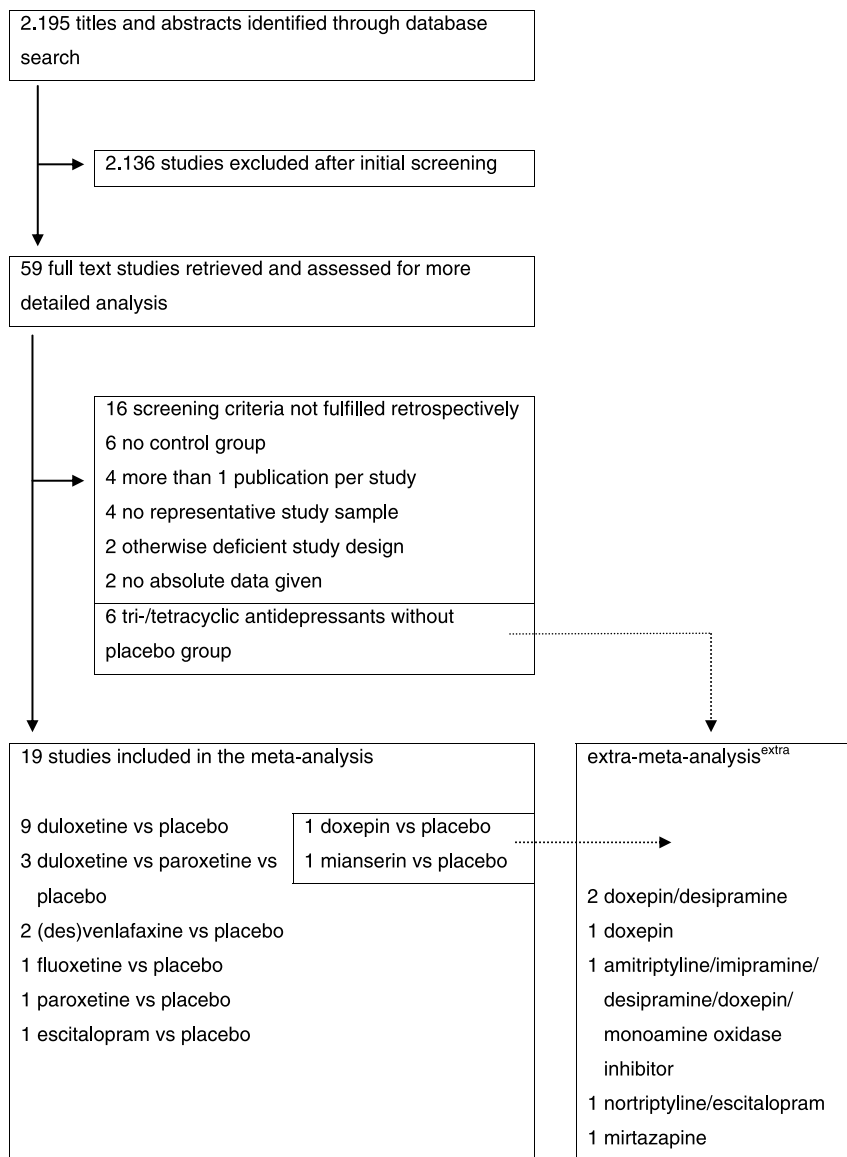 2.195 titles and abstracts identified through database
search
2.136 studies excluded after initial screening
59 full text studies retrieved and assessed for more
detailed analysis
16 screening criteria not fulfilled retrospectively
6 no control group
4 more than 1 publication per study
4 no representative study sample
2 otherwise deficient study design
2 no absolute data given
6 tri-/tetracyclic antidepressants without
placebo group
19 studies included in the meta-analysis
9 duloxetine vs placebo
3 duloxetine vs paroxetine vs
placebo
2 (des)venlafaxine vs placebo
1 fluoxetine vs placebo
1 paroxetine vs placebo
1 escitalopram vs placebo
1 doxepin vs placebo
1 mianserin vs placebo
extra-meta-analysisextra
2 doxepin/desipramine
1 doxepin
1 amitriptyline/imipramine/
desipramine/doxepin/
monoamine oxidase
inhibitor
1 nortriptyline/escitalopram
1 mirtazapine